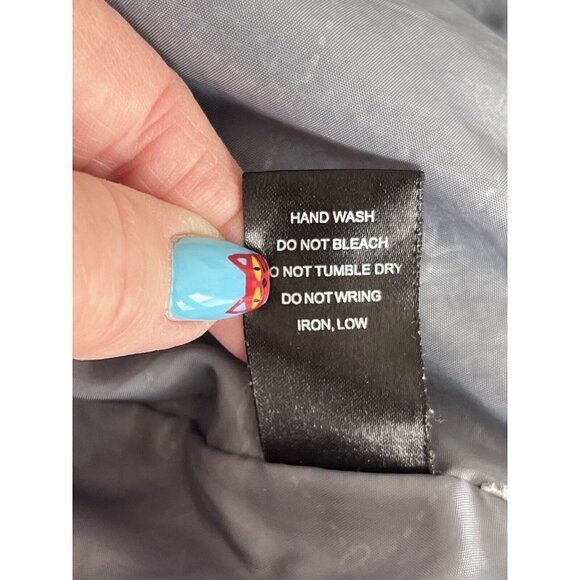 HAND WASH
DO NOT BLEACH
O NOT TUMBLE DRY
DO NOT WRING
IRON, LOW